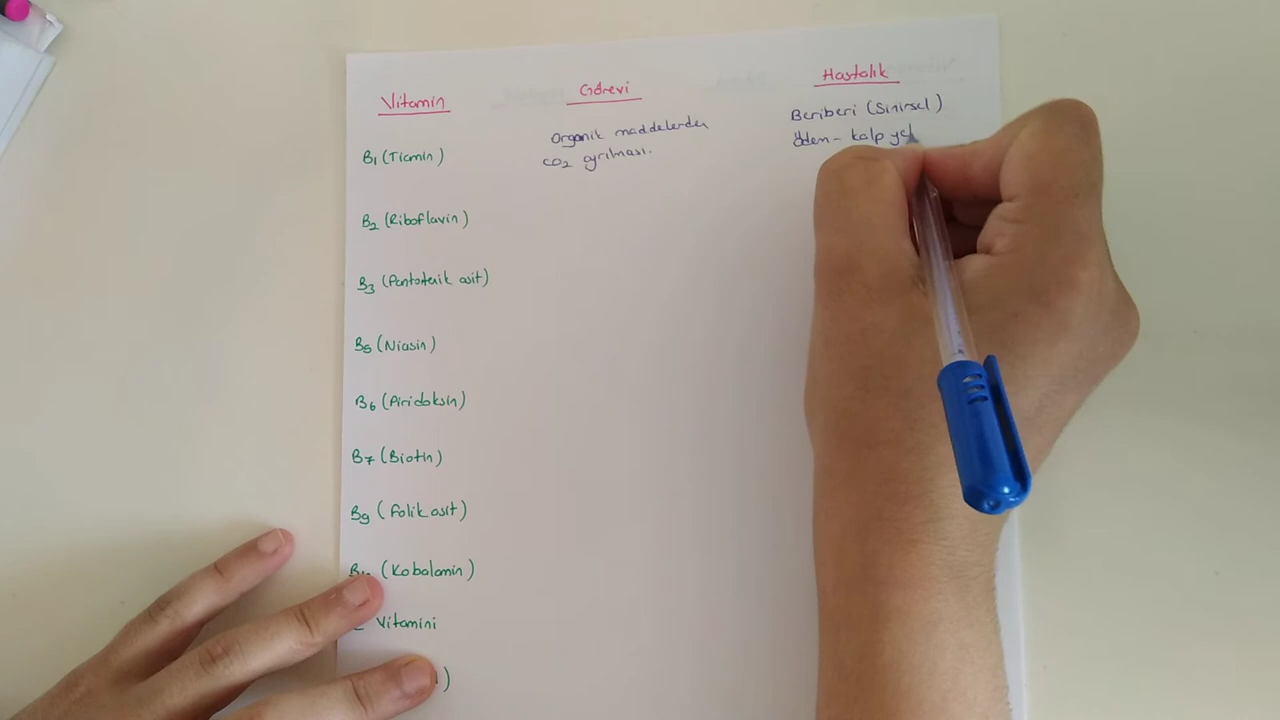 Vitamin Görevi Hastalık
B1 (Tiamin) Organik maddelerden Beriberi (Sinirsel)
CO2 ayrılması. Ödem - kalp
B2 (Riboflavin)
B3 (Pantotenik asit)
B5 (Niasin)
B6 (Piridoksin)
B7 (Biotin)
B9 (Folik asit)
(Kobalamin)
Vitamini
)